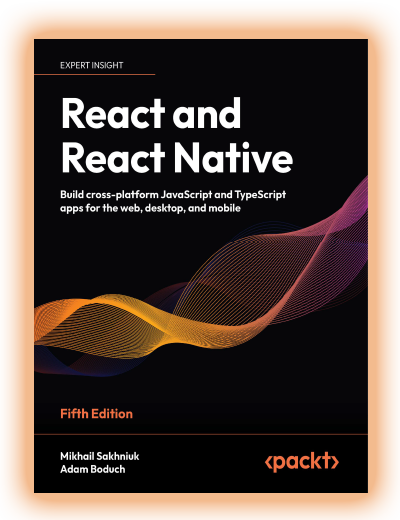 EXPERT INSIGHT
React and
React Native
Build cross-platform JavaScript and TypeScript
apps for the web, desktop, and mobile
Fifth Edition
Mikhail Sakhniuk
Adam Boduch
<packt>